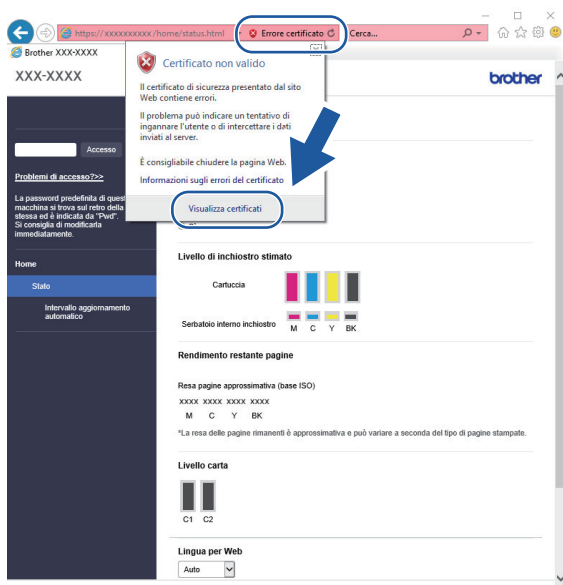 https://xxxxxxxxxx/home/status.html
Errore certificato
Cerca...
Brother XXX-XXXX
XXX-XXXX
brother
Certificato non valido
Il certificato di sicurezza presentato dal sito
Web contiene errori.
Il problema può indicare un tentativo di
ingannare l'utente o di intercettare i dati
inviati al server.
È consigliabile chiudere la pagina Web.
Informazioni sugli errori del certificato
Visualizza certificati
Accesso
Problemi di accesso?>>
La password predefinita di quest
macchina si trova sul retro della
stessa ed è indicata da "Pwd".
Si consiglia di modificarla
immediatamente.
Home
Stato
Intervallo aggiornamento
automatico
Livello di inchiostro stimato
Cartuccia
Serbatoio interno inchiostro
M C Y BK
Rendimento restante pagine
Resa pagine approssimativa (base ISO)
xxxx xxxx xxxx xxxx
M C Y BK
*La resa delle pagine rimanenti è approssimativa e può variare a seconda del tipo di pagine stampate.
Livello carta
C1 C2
Lingua per Web
Auto